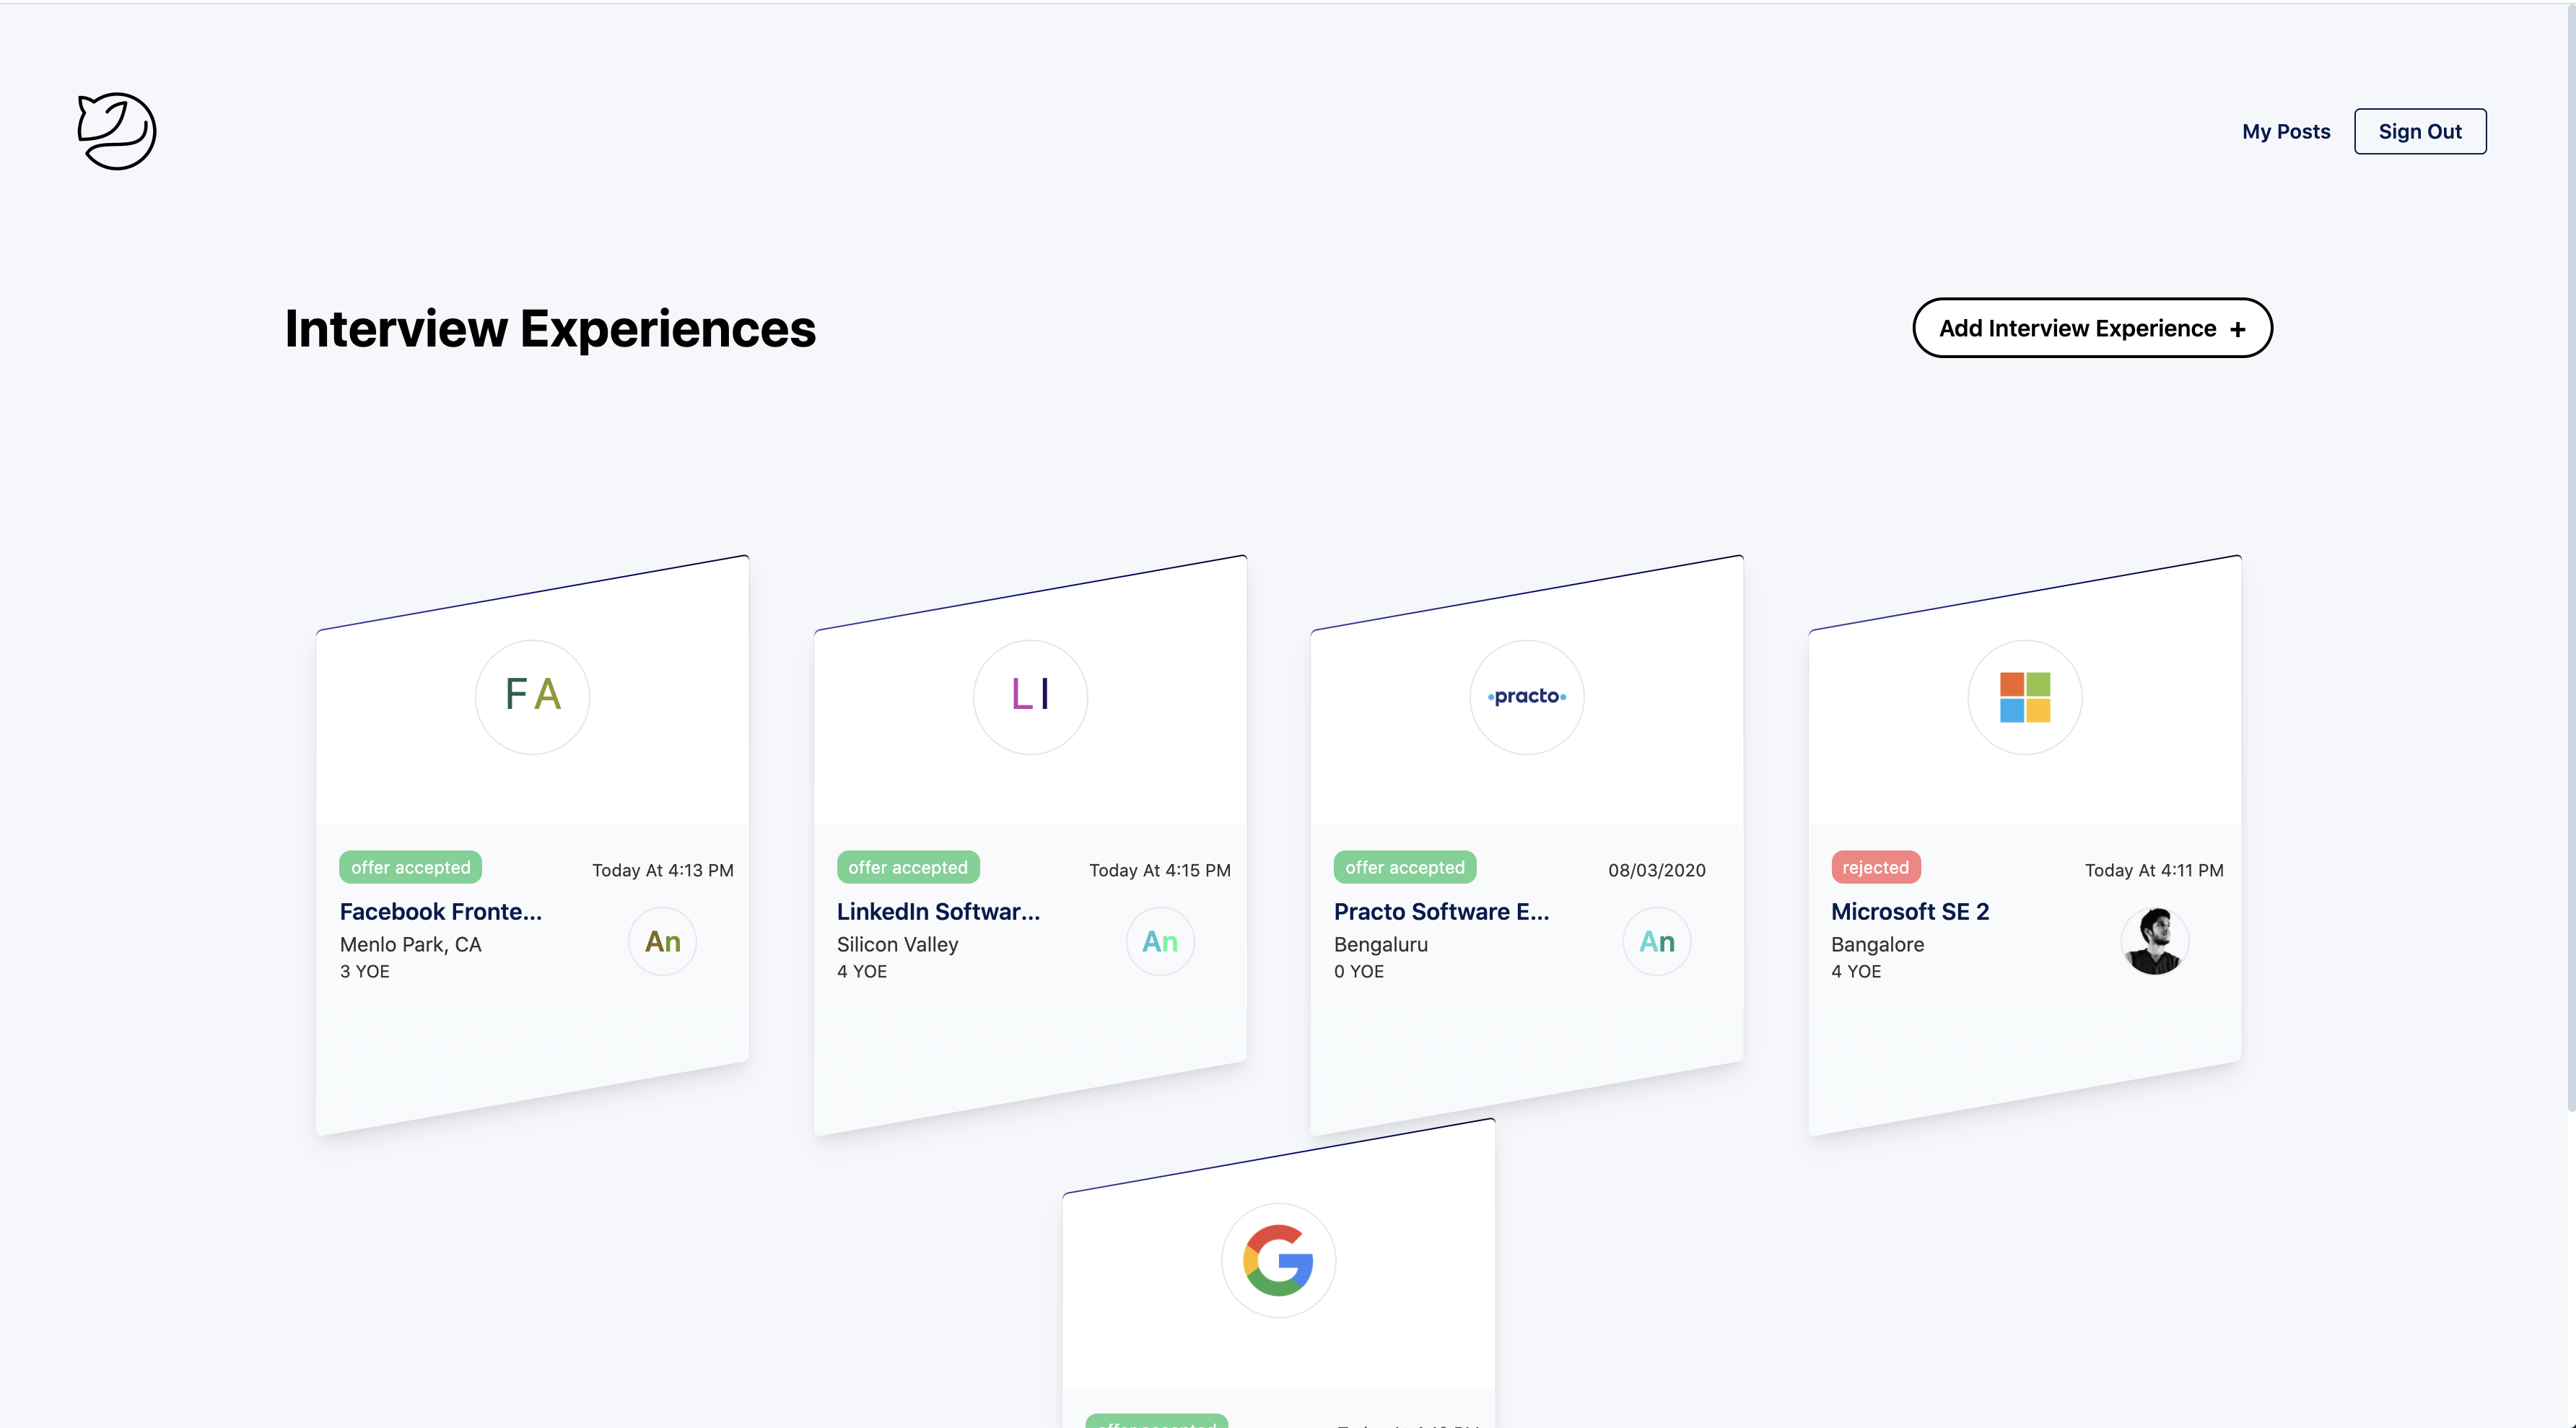 My Posts
Sign Out
Interview Experiences
Add Interview Experience +
F A
offer accepted
Today At 4:13 PM
Facebook Fronte...
Menlo Park, CA
3 YOE
An
L I
offer accepted
Today At 4:15 PM
LinkedIn Softwar...
Silicon Valley
4 YOE
An
practo
offer accepted
08/03/2020
Practo Software E...
Bengaluru
0 YOE
An
rejected
Today At 4:11 PM
Microsoft SE 2
Bangalore
4 YOE
G
offer accepted